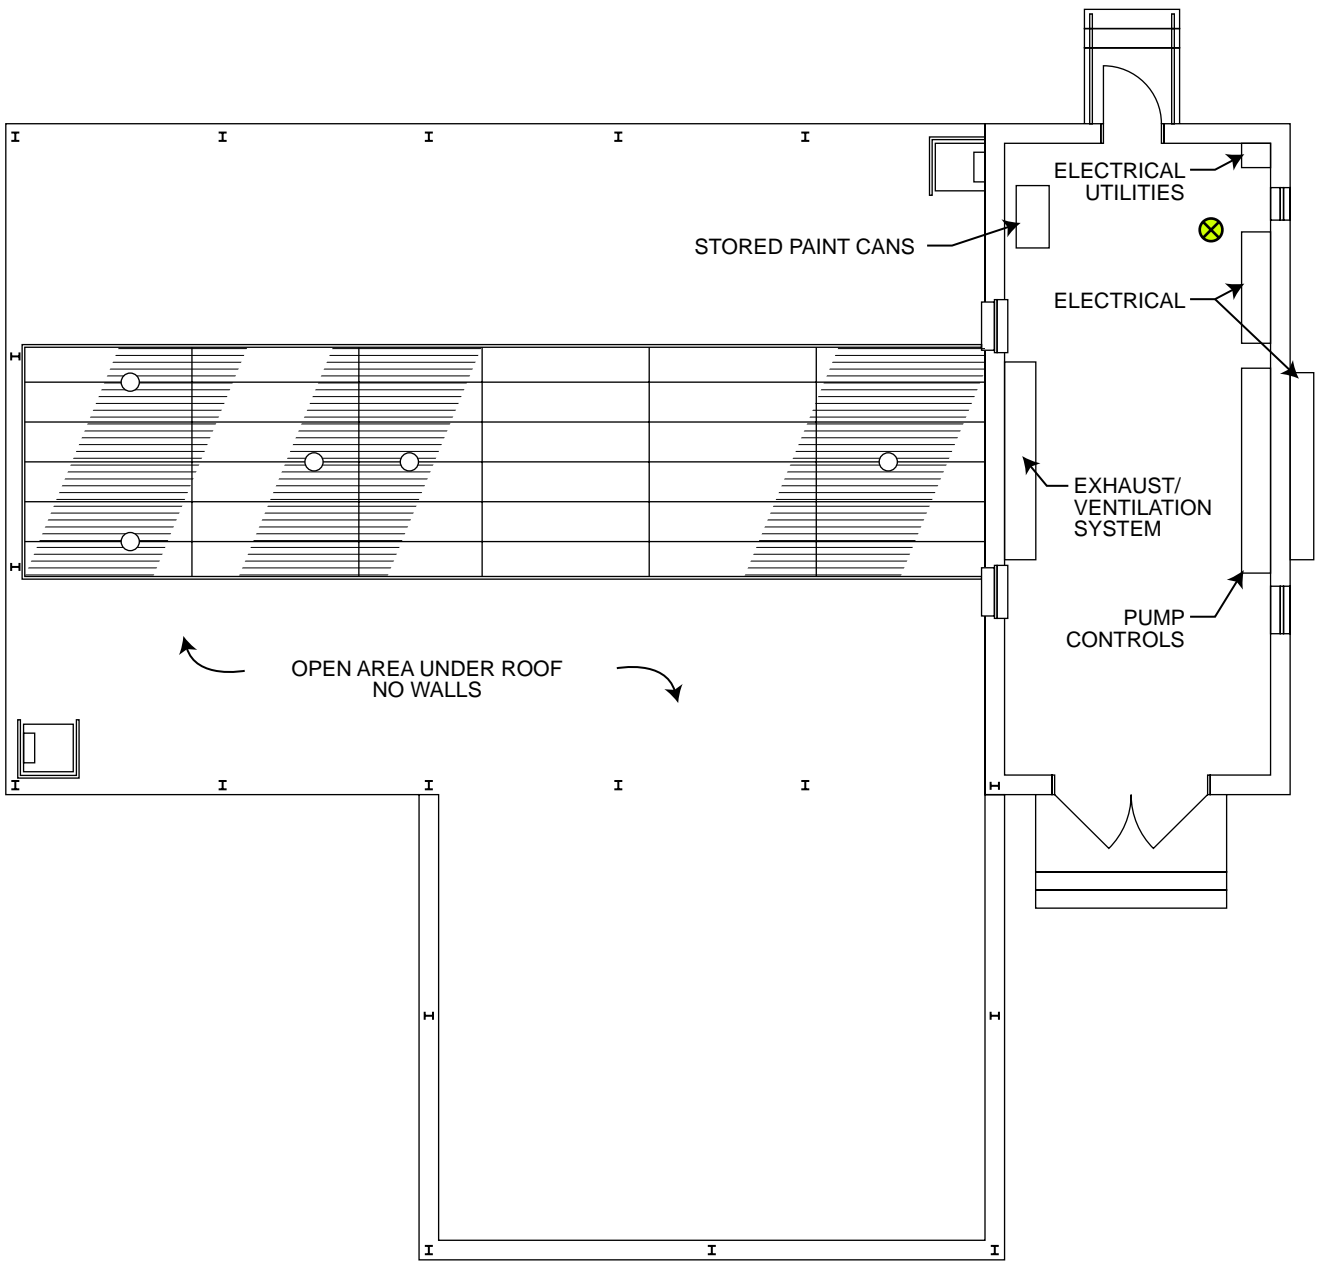 ELECTRICAL
UTILITIES
STORED PAINT CANS
ELECTRICAL
EXHAUST/
VENTILATION
SYSTEM
PUMP
CONTROLS
OPEN AREA UNDER ROOF
NO WALLS